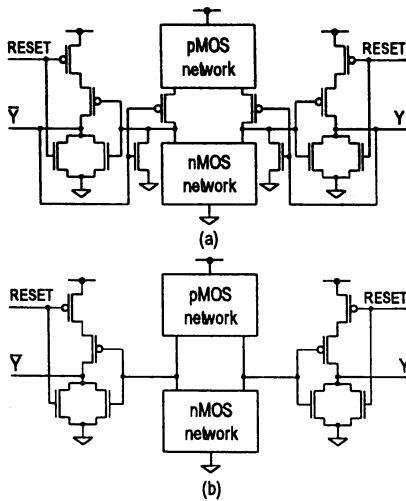 RESET
pMOS
network
RESET
Y̅
Y
nMOS
network
(a)
RESET
pMOS
network
RESET
Y̅
Y
nMOS
network
(b)